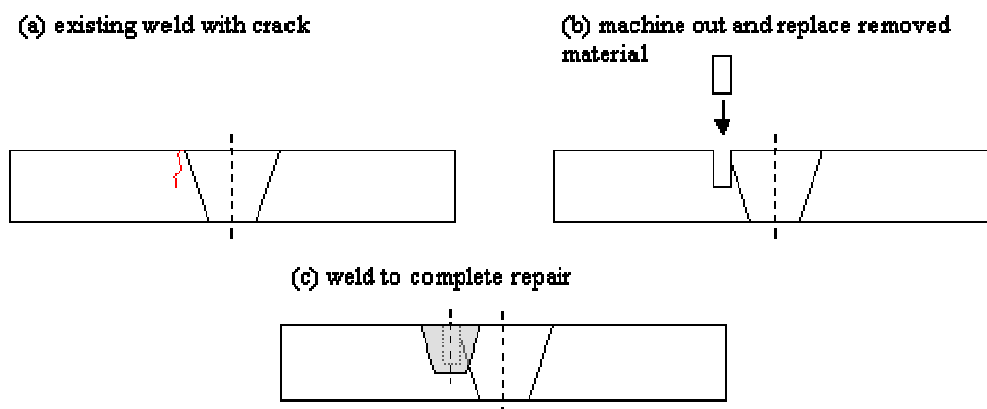 (a) existing weld with crack
(b) machine out and replace removed
material
(c) weld to complete repair